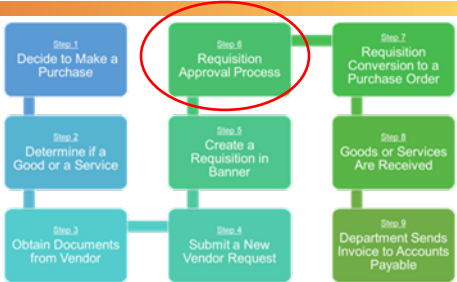 Step 1
Decide to Make a
Purchase
Step 2
Determine if a
Good or a Service
Step 3
Obtain Documents
from Vendor
Step 4
Submit a New
Vendor Request
Step 5
Create a
Requisition in
Banner
Step 6
Requisition
Approval Process
Step 7
Requisition
Conversion to a
Purchase Order
Step 8
Goods or Services
Are Received
Step 9
Department Sends
Invoice to Accounts
Payable